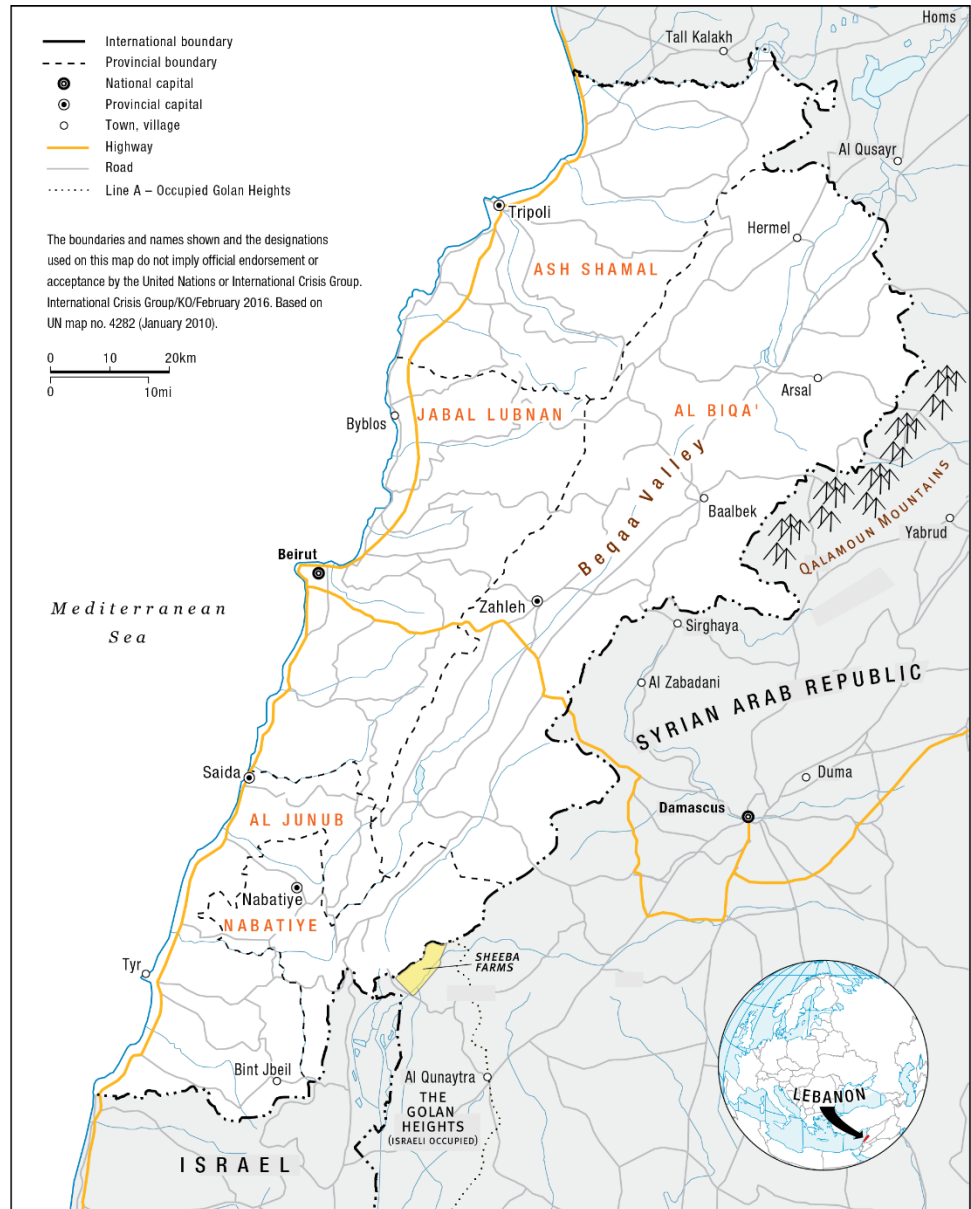 International boundary
Provincial boundary
National capital
Provincial capital
Town, village
Highway
Road
Line A – Occupied Golan Heights
The boundaries and names shown and the designations
used on this map do not imply official endorsement or
acceptance by the United Nations or International Crisis Group.
International Crisis Group/KO/February 2016. Based on
UN map no. 4282 (January 2010).
0 10 20km
0 10mi
Homs
Tall Kalakh
Al Qusayr
Tripoli
Hermel
ASH SHAMAL
Arsal
JABAL LUBNAN
AL BIQA'
Byblos
Beqaa Valley
Baalbek
QALAMOUN MOUNTAINS
Yabrud
Beirut
Mediterranean
Sea
Zahleh
Sirghaya
Al Zabadani
SYRIAN ARAB REPUBLIC
Saida
Duma
Damascus
AL JUNUB
Nabatiye
NABATIYE
SHEEBA
FARMS
Tyr
Bint Jbeil
Al Qunaytra
THE
GOLAN
HEIGHTS
(ISRAELI OCCUPIED)
LEBANON
ISRAEL